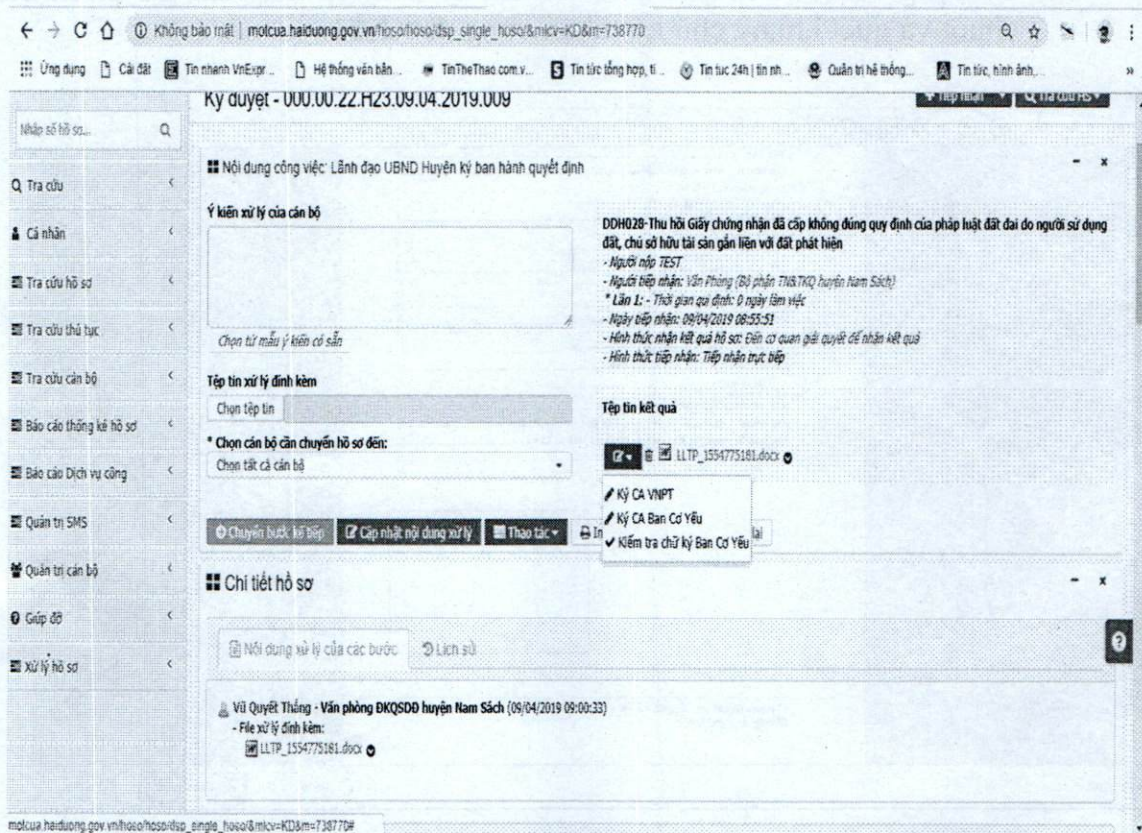 Không bảo mật | motcua.haiduong.gov.vn/hoso/hoso/dsp_single_hoso/&micv=KD&m=738770
Ứng dụng Cài đặt Tin nhanh VnExpr... Hệ thống văn bản... TinTheThao.com.v... Tin tức tổng hợp, ti... Tin tuc 24h | tin nh... Quản trị hệ thống... Tin tức, hình ảnh,... »
Ký duyệt - 000.00.22.H23.09.04.2019.009
Tiếp nhận Tra cứu HS
Nhập số hồ sơ...
Nội dung công việc: Lãnh đạo UBND Huyện ký ban hành quyết định
Tra cứu
Cá nhân
Tra cứu hồ sơ
Tra cứu thủ tục
Tra cứu cán bộ
Báo cáo thống kê hồ sơ
Báo cáo Dịch vụ công
Quản trị SMS
Quản trị cán bộ
Giúp đỡ
Xử lý hồ sơ
Ý kiến xử lý của cán bộ
Chọn từ mẫu ý kiến có sẵn
Tệp tin xử lý đính kèm
Chọn tệp tin
* Chọn cán bộ cần chuyển hồ sơ đến:
Chọn tất cả cán bộ
DDH028-Thu hồi Giấy chứng nhận đã cấp không đúng quy định của pháp luật đất đai do người sử dụng
đất, chủ sở hữu tài sản gắn liền với đất phát hiện
- Người nộp TEST
- Người tiếp nhận: Văn Phòng (Bộ phận TN&TKQ huyện Nam Sách)
* Lần 1: - Thời gian qui định: 0 ngày làm việc
- Ngày tiếp nhận: 09/04/2019 08:55:51
- Hình thức nhận kết quả hồ sơ: Đến cơ quan giải quyết để nhận kết quả
- Hình thức tiếp nhận: Tiếp nhận trực tiếp
Tệp tin kết quả
LLTP_1554775181.docx
Ký CA VNPT
Ký CA Ban Cơ Yếu
Kiểm tra chữ ký Ban Cơ Yếu
Chuyển bước kế tiếp Cập nhật nội dung xử lý Thao tác In lại
Chi tiết hồ sơ
Nội dung xử lý của các bước Lịch sử
Vũ Quyết Thắng - Văn phòng ĐKQSDĐ huyện Nam Sách (09/04/2019 09:00:33)
- File xử lý đính kèm:
LLTP_1554775181.docx
motcua.haiduong.gov.vn/hoso/hoso/dsp_single_hoso/&micv=KD&m=738770#